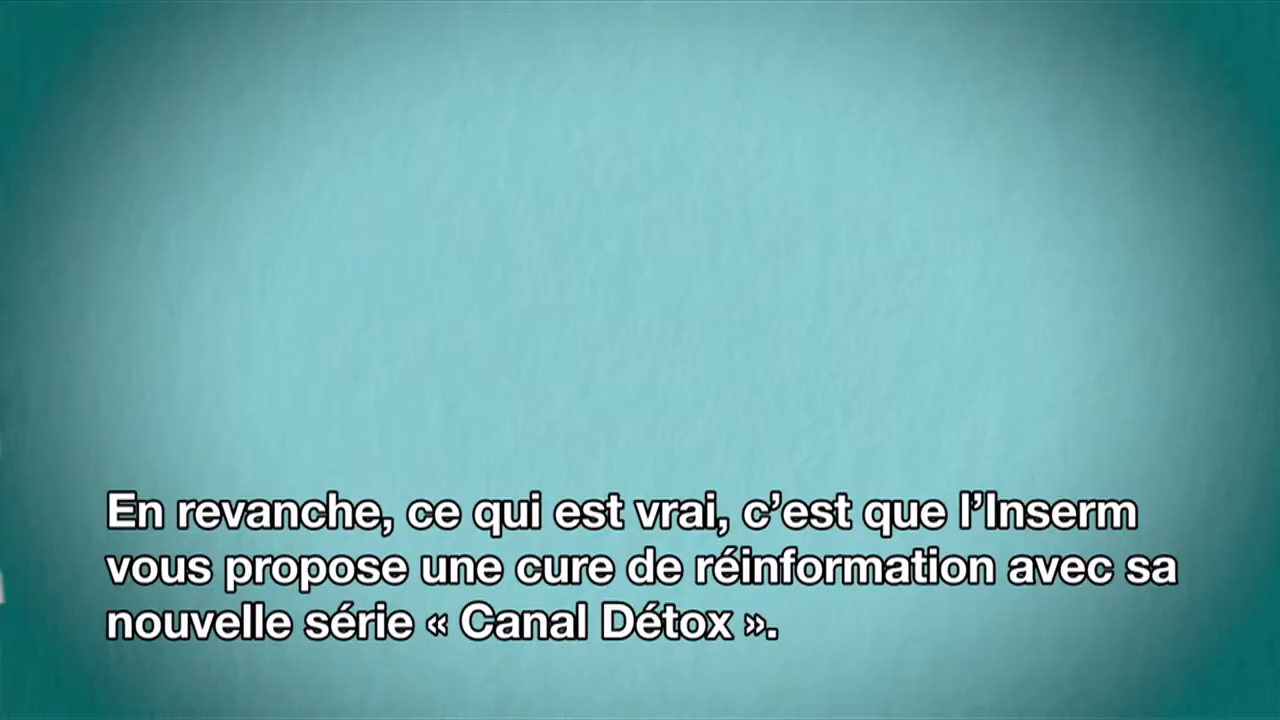 En revanche, ce qui est vrai, c’est que l’Inserm
vous propose une cure de réinformation avec sa
nouvelle série « Canal Détox ».